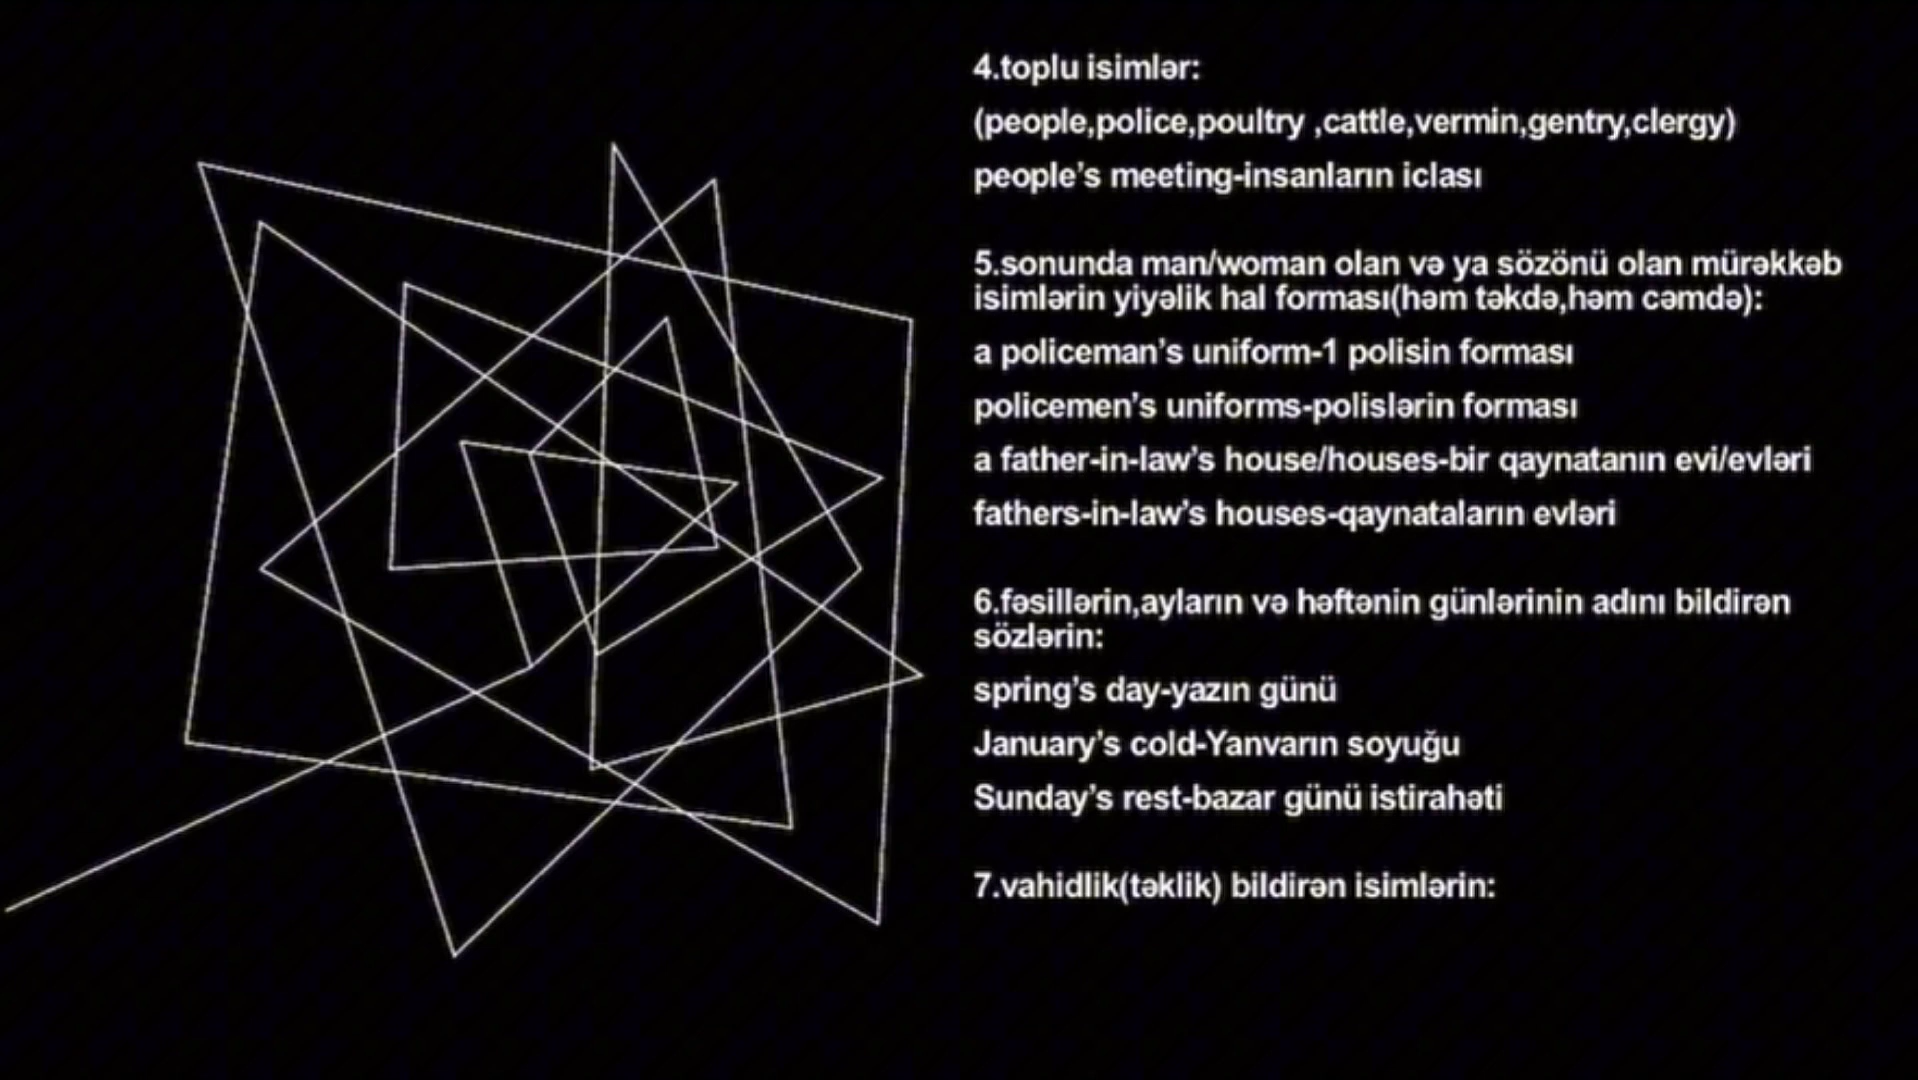 4.toplu isimlər:
(people,police,poultry ,cattle,vermin,gentry,clergy)
people’s meeting-insanların iclası
5.sonunda man/woman olan və ya sözönü olan mürəkkəb
isimlərin yiyəlik hal forması(həm təkdə,həm cəmdə):
a policeman’s uniform-1 polisin forması
policemen’s uniforms-polislərin forması
a father-in-law’s house/houses-bir qaynatanın evi/evləri
fathers-in-law’s houses-qaynataların evləri
6.fəsillərin,ayların və həftənin günlərinin adını bildirən
sözlərin:
spring’s day-yazın günü
January’s cold-Yanvarın soyuğu
Sunday’s rest-bazar günü istirahəti
7.vahidlik(təklik) bildirən isimlərin: